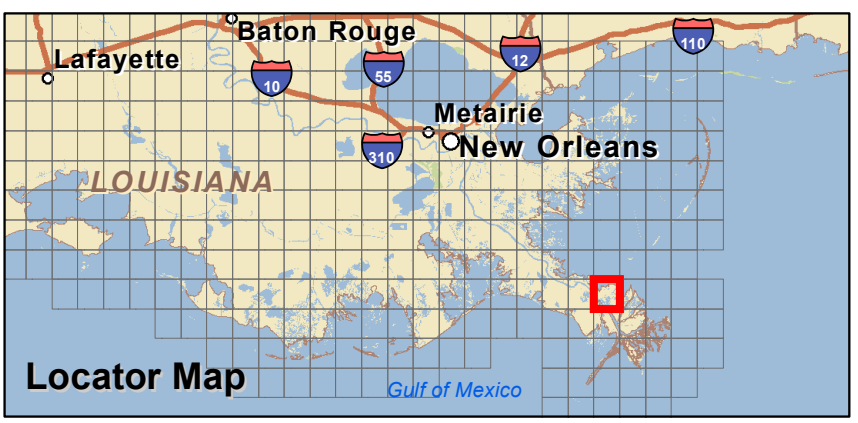 Baton Rouge
110
Lafayette
12
55
10
Metairie
New Orleans
310
LOUISIANA
Locator Map
Gulf of Mexico